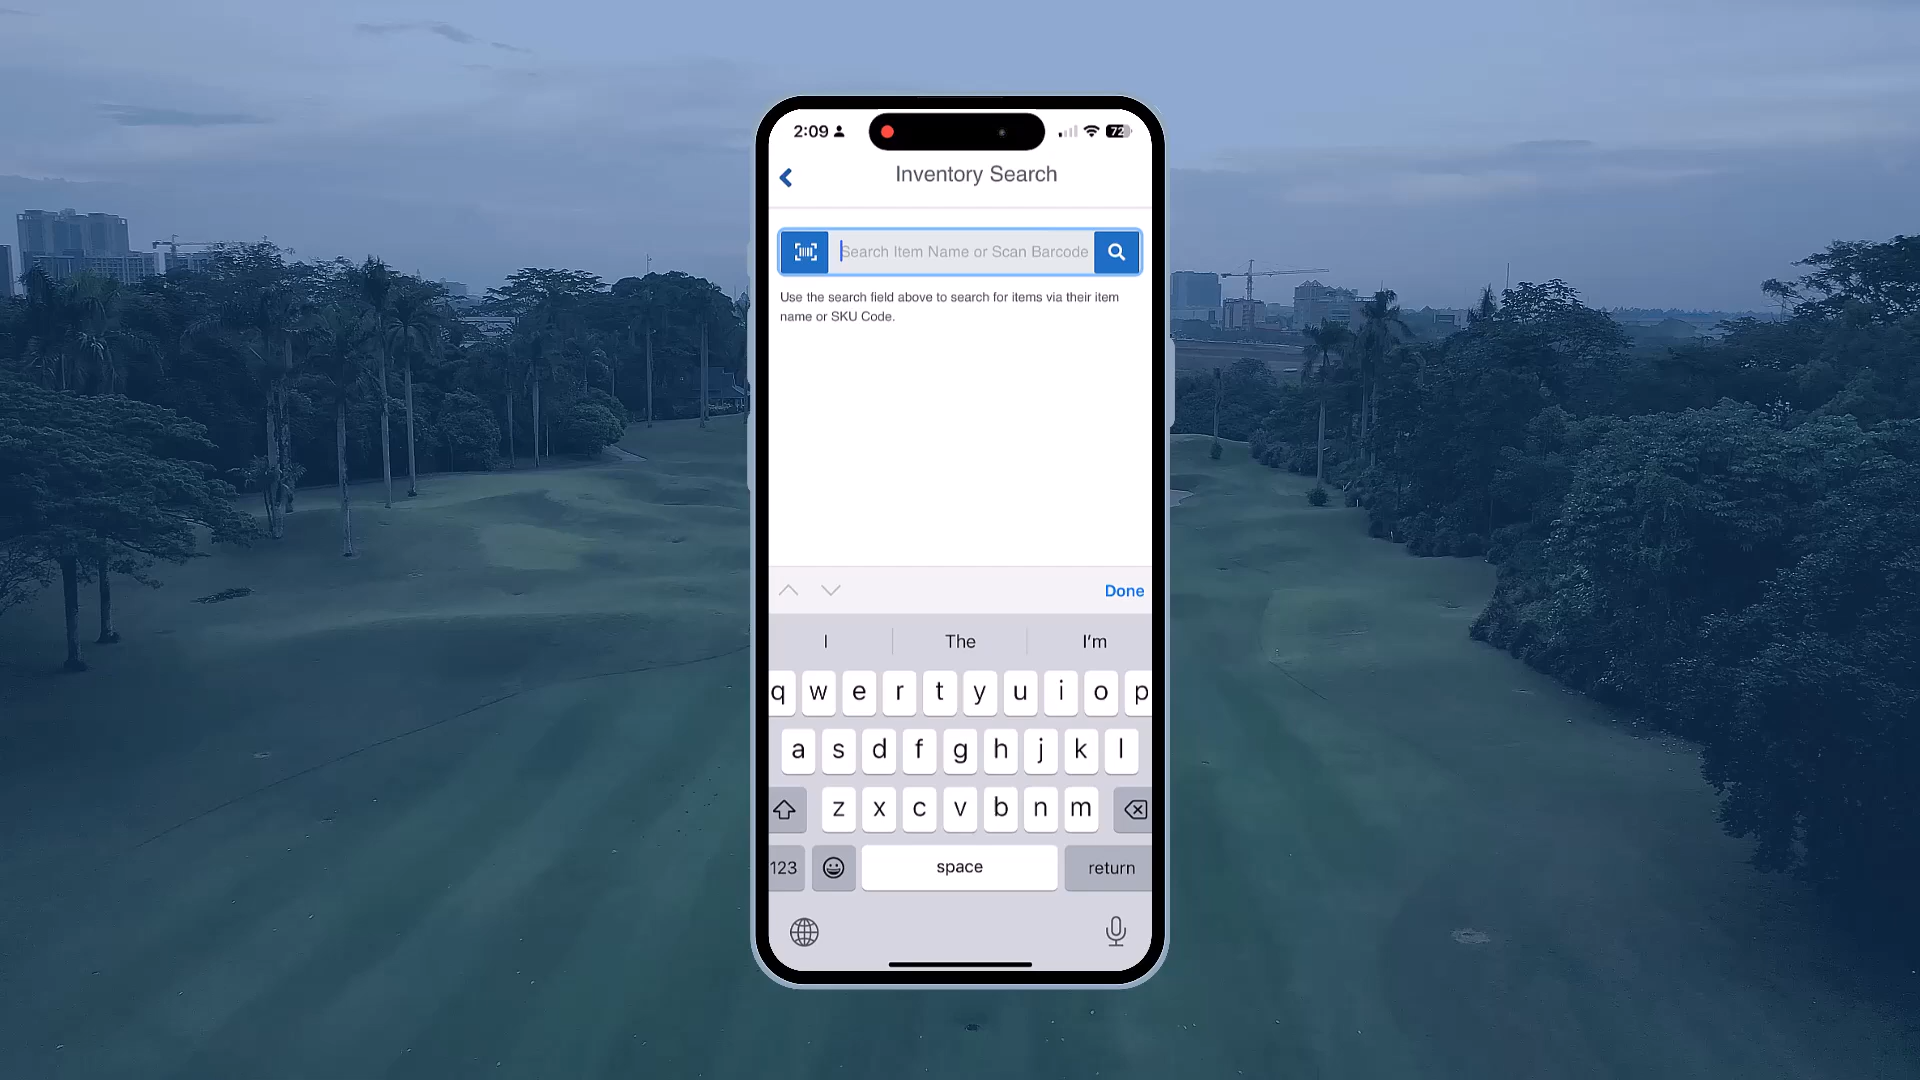 2:09
72
Inventory Search
Search Item Name or Scan Barcode
Use the search field above to search for items via their item
name or SKU Code.
Done
I The I'm
q w e r t y u i o p
a s d f g h j k l
z x c v b n m
123 space return